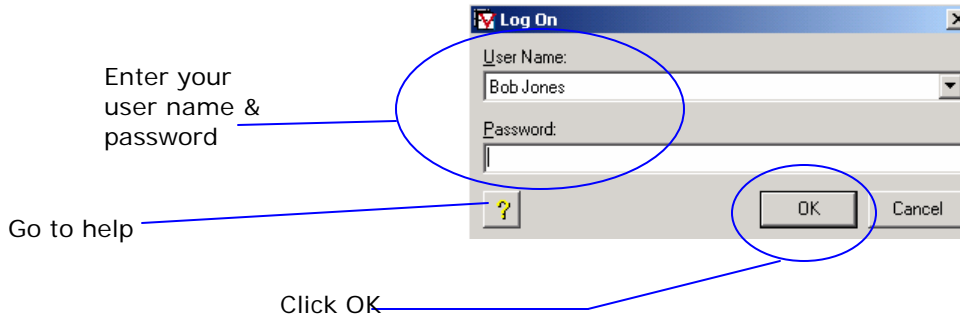 Log On
User Name:
Bob Jones
Enter your
user name &
password
Password:
?
OK
Cancel
Go to help
Click OK